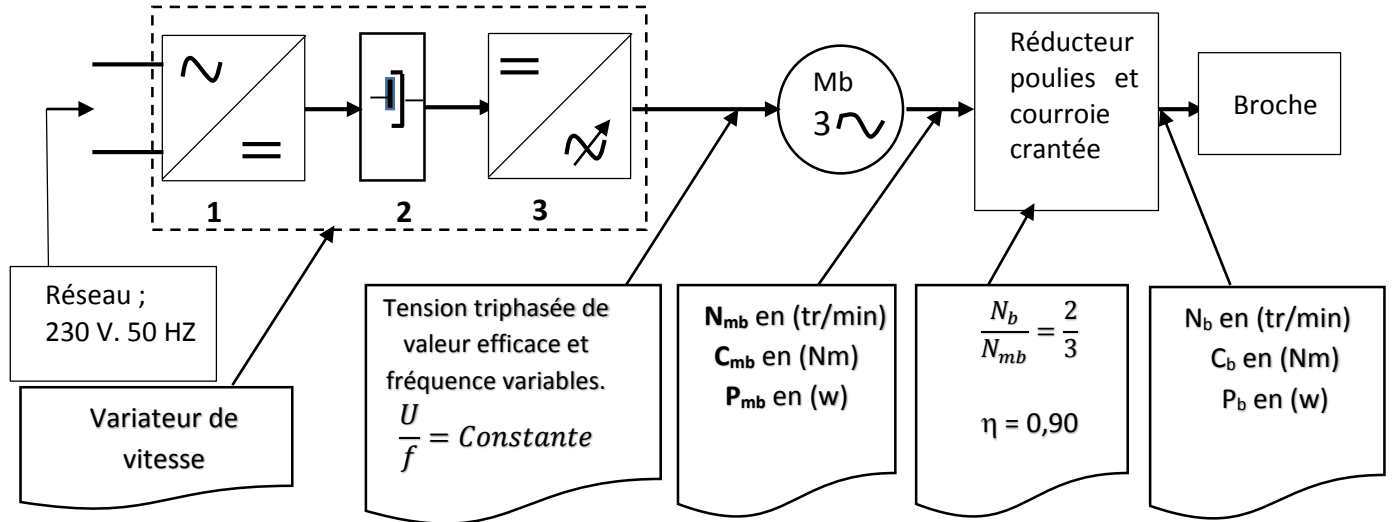 Mb
3
Réducteur
poulies et
courroie
crantée
Broche
1
2
3
Réseau ;
230 V. 50 HZ
Variateur de
vitesse
Tension triphasée de
valeur efficace et
fréquence variables.
U/f = Constante
Nmb en (tr/min)
Cmb en (Nm)
Pmb en (w)
Nb/Nmb = 2/3
η = 0,90
Nb en (tr/min)
Cb en (Nm)
Pb en (w)